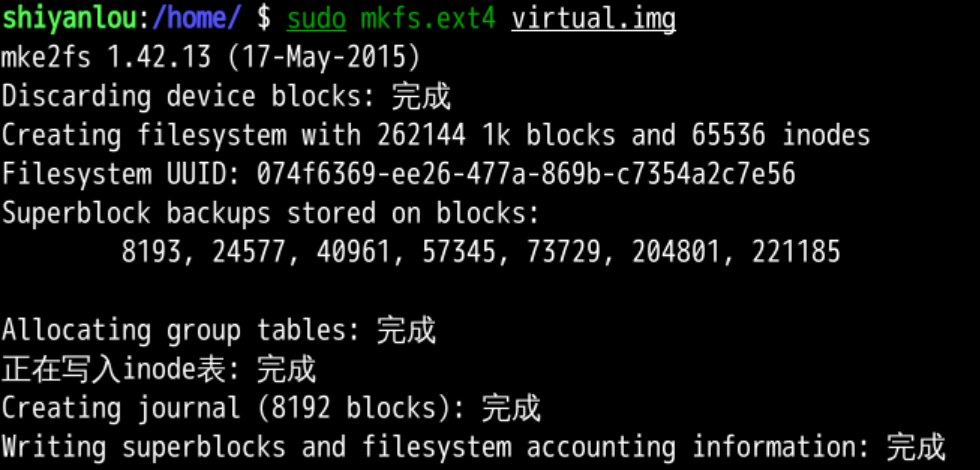 shiyanlou:/home/ $ sudo mkfs.ext4 virtual.img
mke2fs 1.42.13 (17-May-2015)
Discarding device blocks: 完成
Creating filesystem with 262144 1k blocks and 65536 inodes
Filesystem UUID: 074f6369-ee26-477a-869b-c7354a2c7e56
Superblock backups stored on blocks:
8193, 24577, 40961, 57345, 73729, 204801, 221185
Allocating group tables: 完成
正在写入inode表: 完成
Creating journal (8192 blocks): 完成
Writing superblocks and filesystem accounting information: 完成